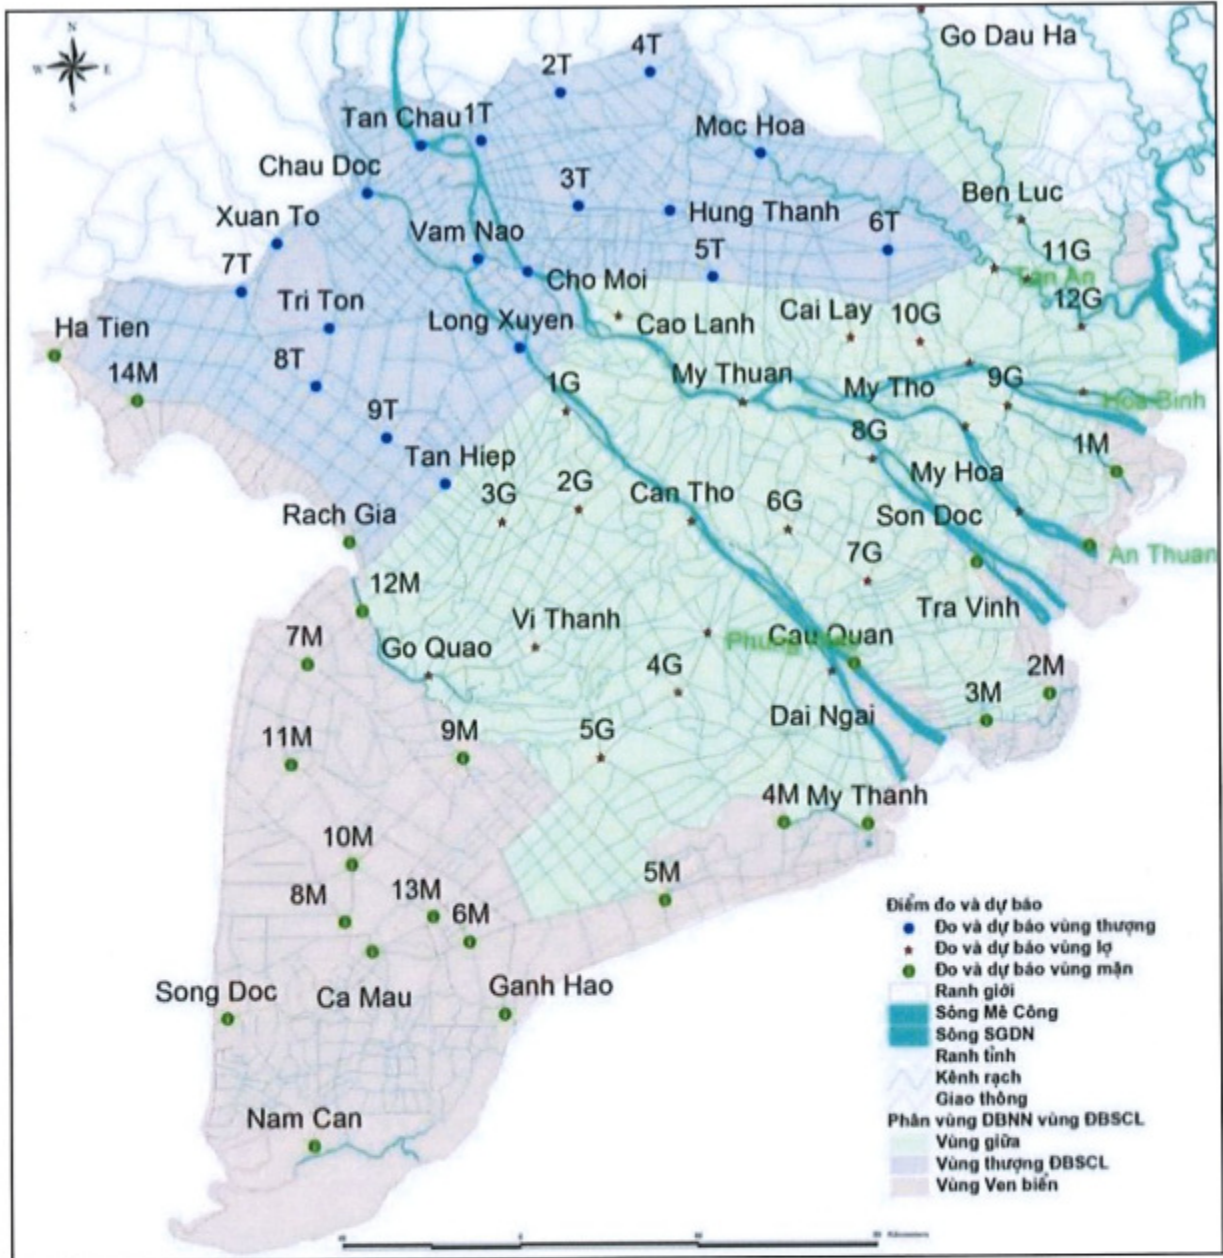 N
W E
S
Go Dau Ha
4T
2T
Tan Chau 1T
Moc Hoa
Chau Doc
3T
Ben Luc
Xuan To
Vam Nao
Hung Thanh
6T
11G
7T
5T
Tan An
Cho Moi
12G
Tri Ton
Cai Lay
10G
Ha Tien
Long Xuyen
Cao Lanh
8T
14M
1G
My Thuan
My Tho
9G
Hoa Binh
9T
8G
1M
Tan Hiep
My Hoa
3G
2G
Can Tho
6G
Rach Gia
Son Doc
7G
An Thuan
12M
Vi Thanh
Tra Vinh
7M
Go Quao
Cau Quan
4G
2M
3M
Dai Ngai
11M
9M
5G
4M My Thanh
10M
5M
8M
13M
6M
Song Doc
Ca Mau
Ganh Hao
Nam Can
Điểm đo và dự báo
Đo và dự báo vùng thượng
Đo và dự báo vùng lợ
Đo và dự báo vùng mặn
Ranh giới
Sông Mê Công
Sông SGDN
Ranh tỉnh
Kênh rạch
Giao thông
Phân vùng DBNN vùng ĐBSCL
Vùng giữa
Vùng thượng ĐBSCL
Vùng Ven biển